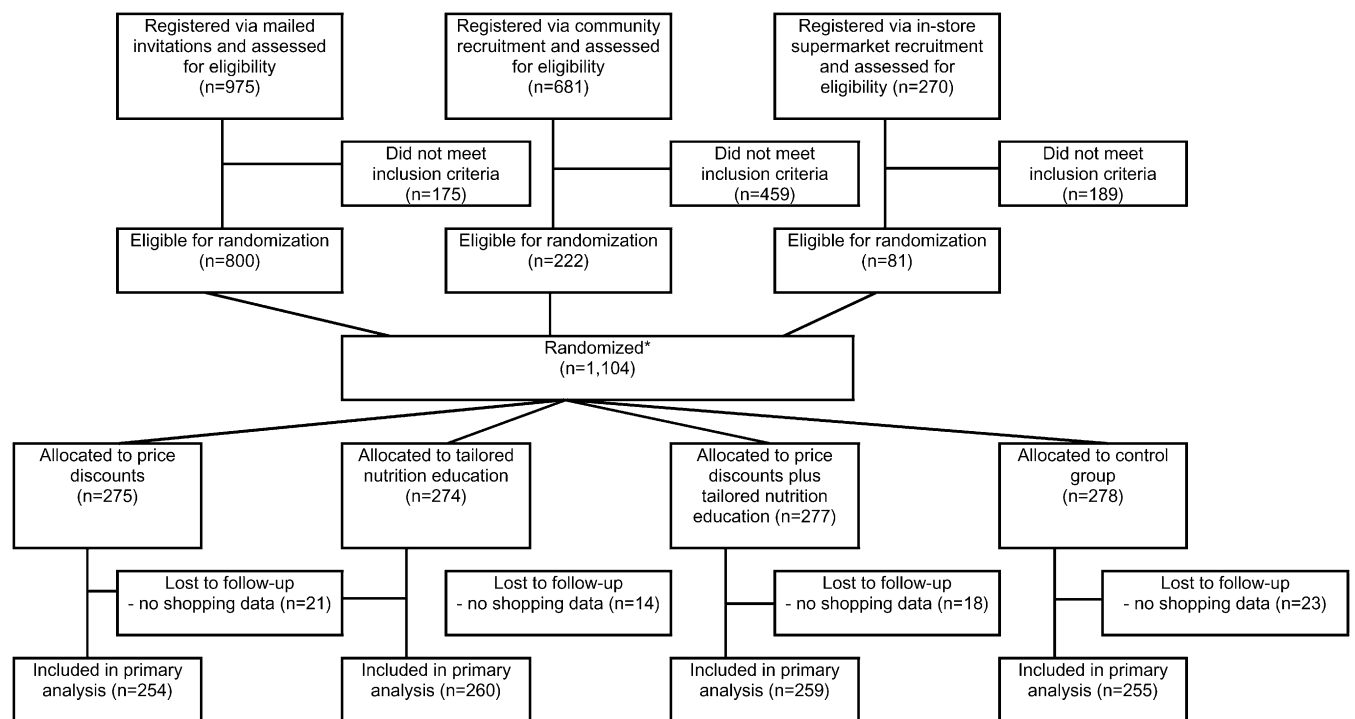 Registered via mailed
invitations and assessed
for eligibility
(n=975)
Registered via community
recruitment and assessed
for eligibility
(n=681)
Registered via in-store
supermarket recruitment
and assessed for
eligibility (n=270)
Did not meet
inclusion criteria
(n=175)
Did not meet
inclusion criteria
(n=459)
Did not meet
inclusion criteria
(n=189)
Eligible for randomization
(n=800)
Eligible for randomization
(n=222)
Eligible for randomization
(n=81)
Randomized*
(n=1,104)
Allocated to price
discounts
(n=275)
Allocated to tailored
nutrition education
(n=274)
Allocated to price
discounts plus
tailored nutrition
education (n=277)
Allocated to control
group
(n=278)
Lost to follow-up
- no shopping data (n=21)
Lost to follow-up
- no shopping data (n=14)
Lost to follow-up
- no shopping data (n=18)
Lost to follow-up
- no shopping data (n=23)
Included in primary
analysis (n=254)
Included in primary
analysis (n=260)
Included in primary
analysis (n=259)
Included in primary
analysis (n=255)